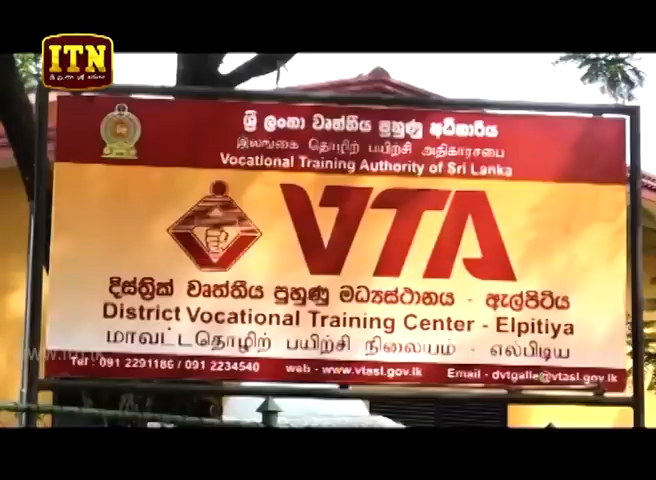 ITN
ශ්‍රී ලංකා වෘත්තීය පුහුණු අධිකාරිය
இலங்கை தொழிற் பயிற்சி அதிகாரசபை
Vocational Training Authority of Sri Lanka
VTA
දිස්ත්‍රික් වෘත්තීය පුහුණු මධ්‍යස්ථානය - ඇල්පිටිය
District Vocational Training Center - Elpitiya
மாவட்டதொழிற் பயிற்சி நிலையம் - எல்பிடிய
Tel : 091 2291186 / 091 2234540 web - www.vtasl.gov.lk Email - dvtgalle@vtasl.gov.lk